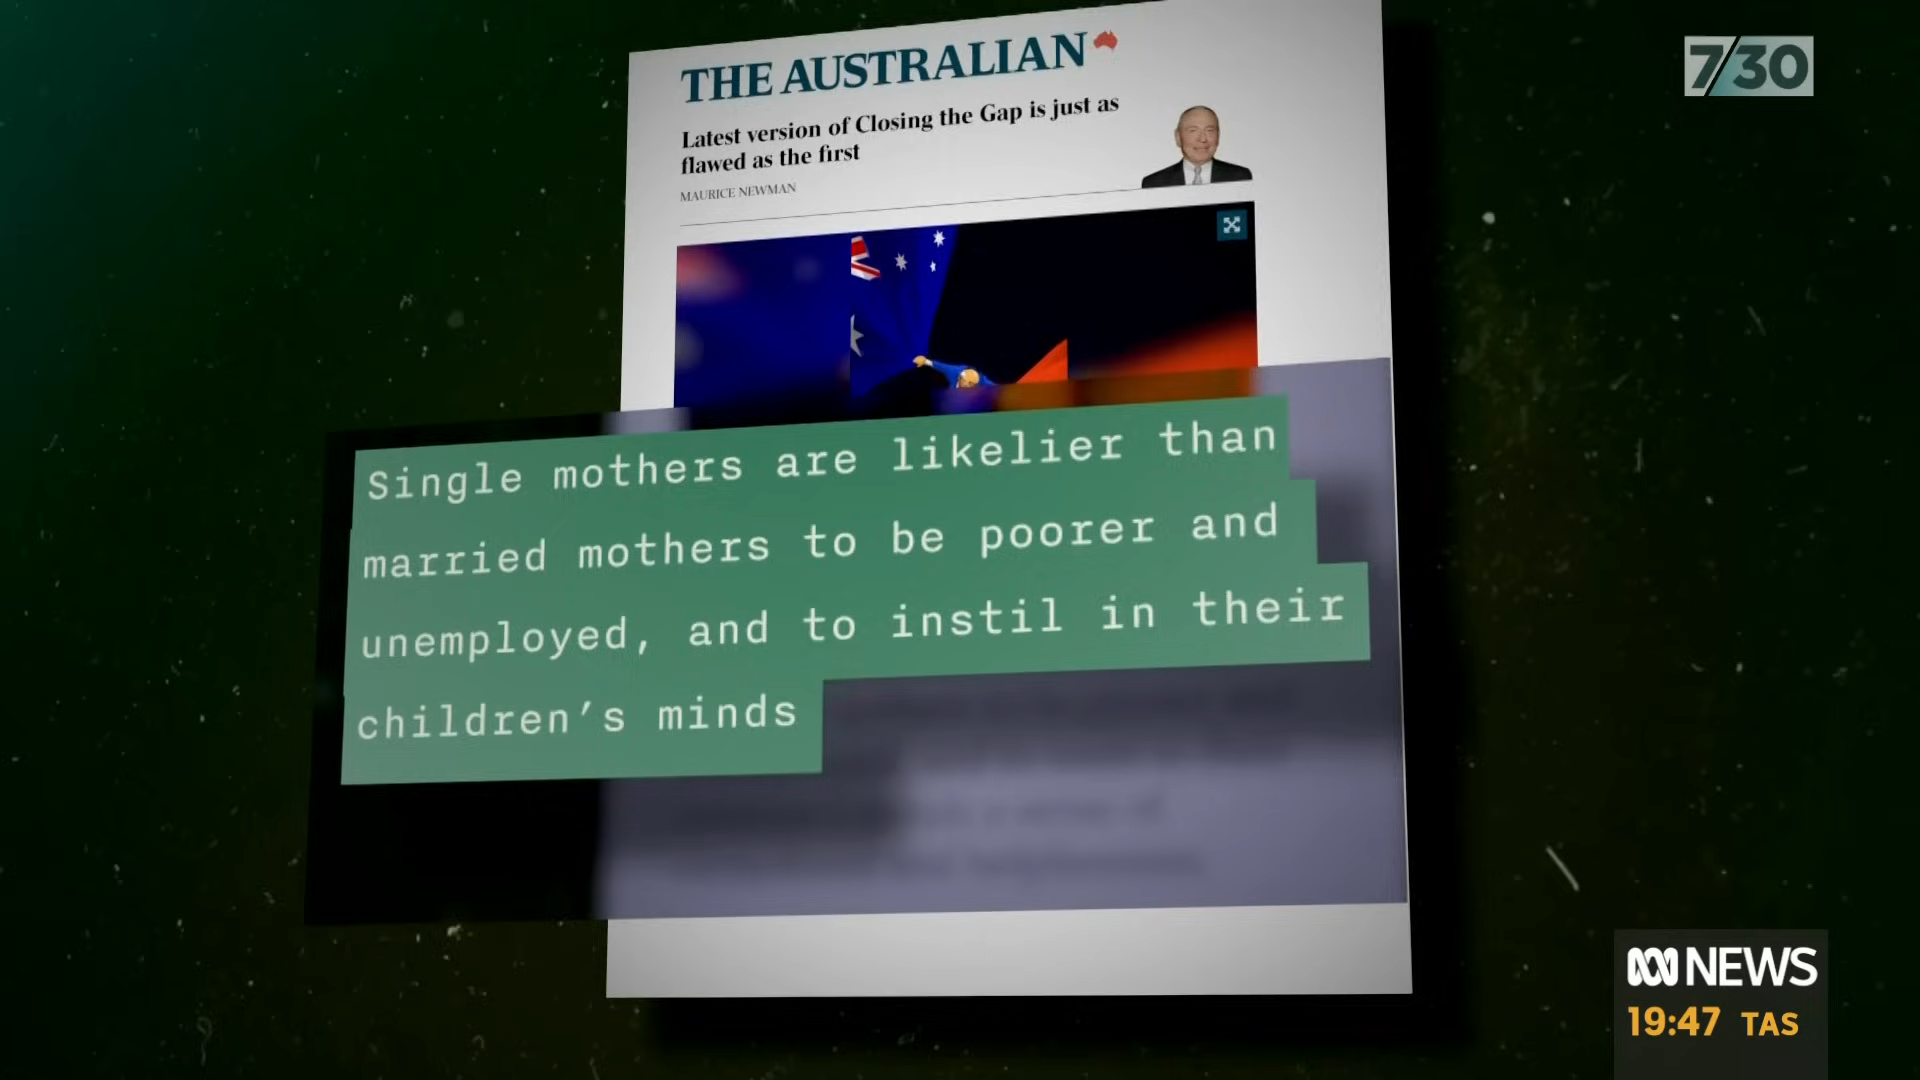 THE AUSTRALIAN
Latest version of Closing the Gap is just as
flawed as the first
MAURICE NEWMAN
7/30
Single mothers are likelier than
married mothers to be poorer and
unemployed, and to instil in their
children’s minds
NEWS
19:47 TAS